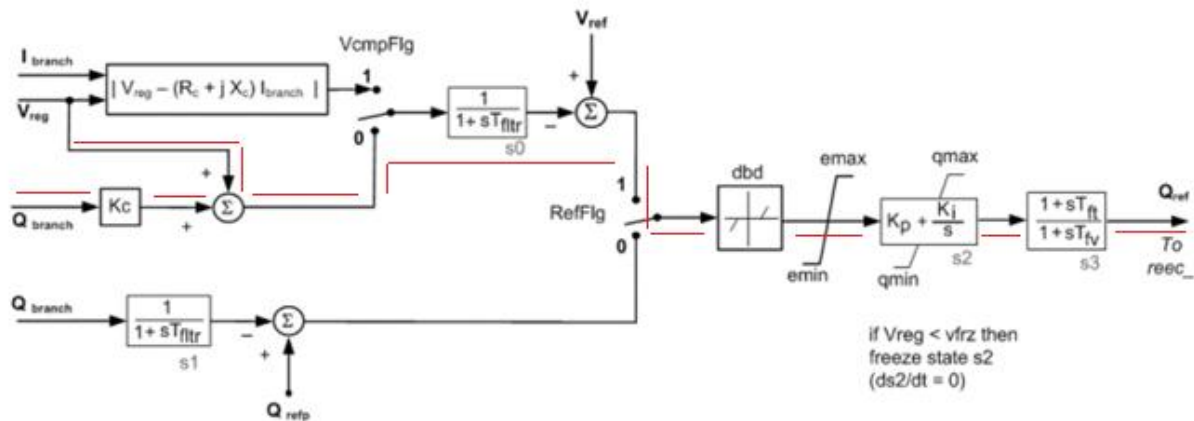 V ref
I branch
VcmpFlg
| V reg – (R c + j X c) I branch |
1
+
V reg
1
1 + sT fltr
–
Σ
s0
0
+
dbd
emax
qmax
1
Kc
Σ
Q branch
+
RefFlg
K p + K i
s
1 + sT ft
1 + sT fv
Q ref
0
emin
qmin
s2
s3
To
reec_
Q branch
1
1 + sT fltr
–
Σ
s1
+
if Vreg < vfrz then
freeze state s2
(ds2/dt = 0)
Q refp